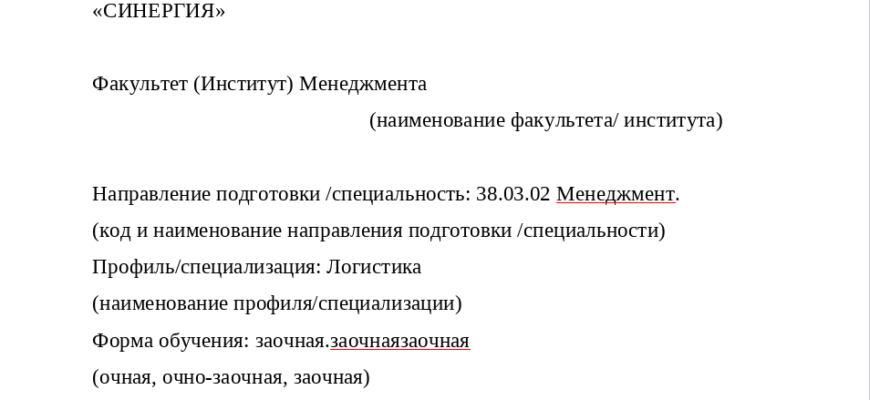 «СИНЕРГИЯ»
Факультет (Институт) Менеджмента
(наименование факультета/ института)
Направление подготовки /специальность: 38.03.02 Менеджмент.
(код и наименование направления подготовки /специальности)
Профиль/специализация: Логистика
(наименование профиля/специализации)
Форма обучения: заочная.заочнаязаочная
(очная, очно-заочная, заочная)